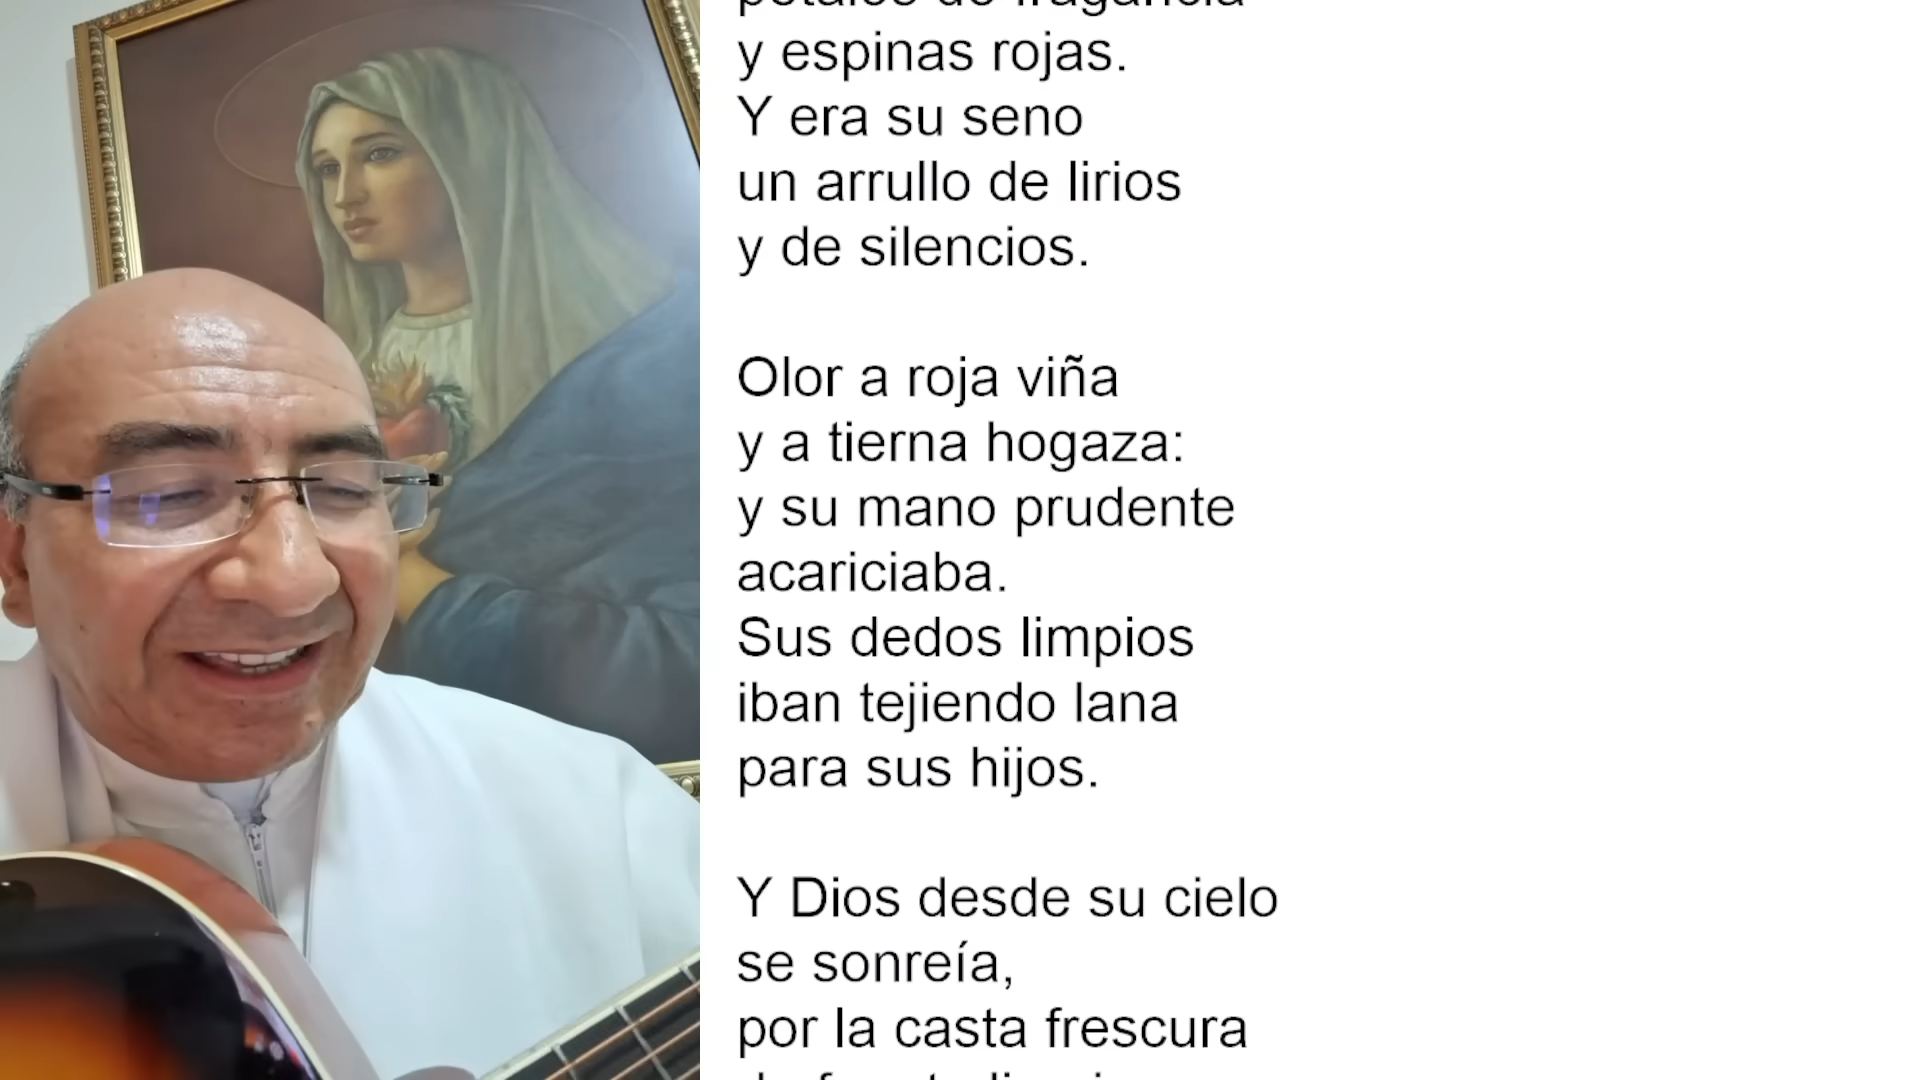 y espinas rojas.
Y era su seno
un arrullo de lirios
y de silencios.
Olor a roja viña
y a tierna hogaza:
y su mano prudente
acariciaba.
Sus dedos limpios
iban tejiendo lana
para sus hijos.
Y Dios desde su cielo
se sonreía,
por la casta frescura